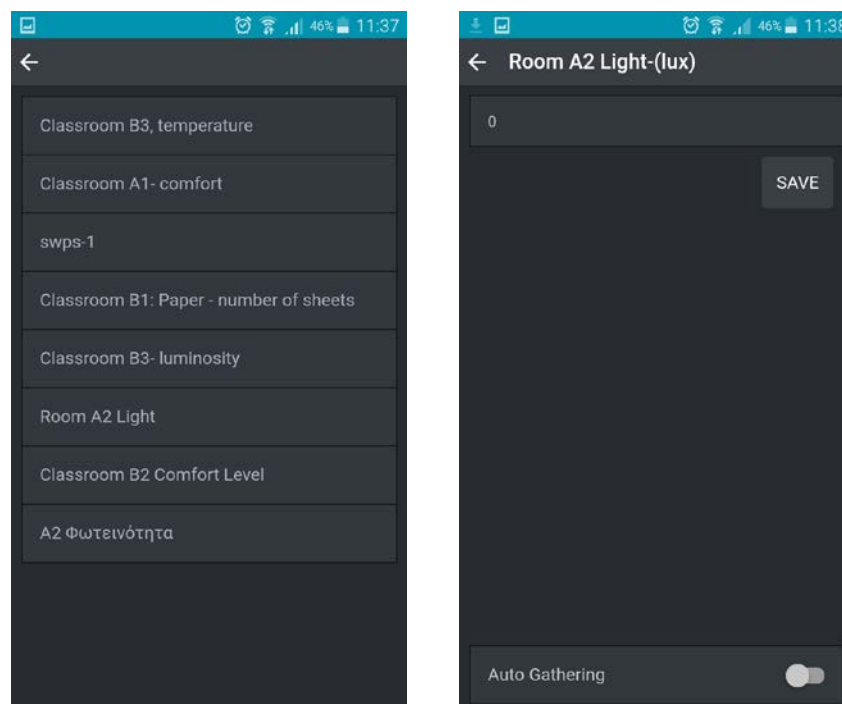 46% 11:37
Classroom B3, temperature
Classroom A1- comfort
swps-1
Classroom B1: Paper - number of sheets
Classroom B3- luminosity
Room A2 Light
Classroom B2 Comfort Level
A2 Φωτεινότητα
46% 11:38
Room A2 Light-(lux)
0
SAVE
Auto Gathering